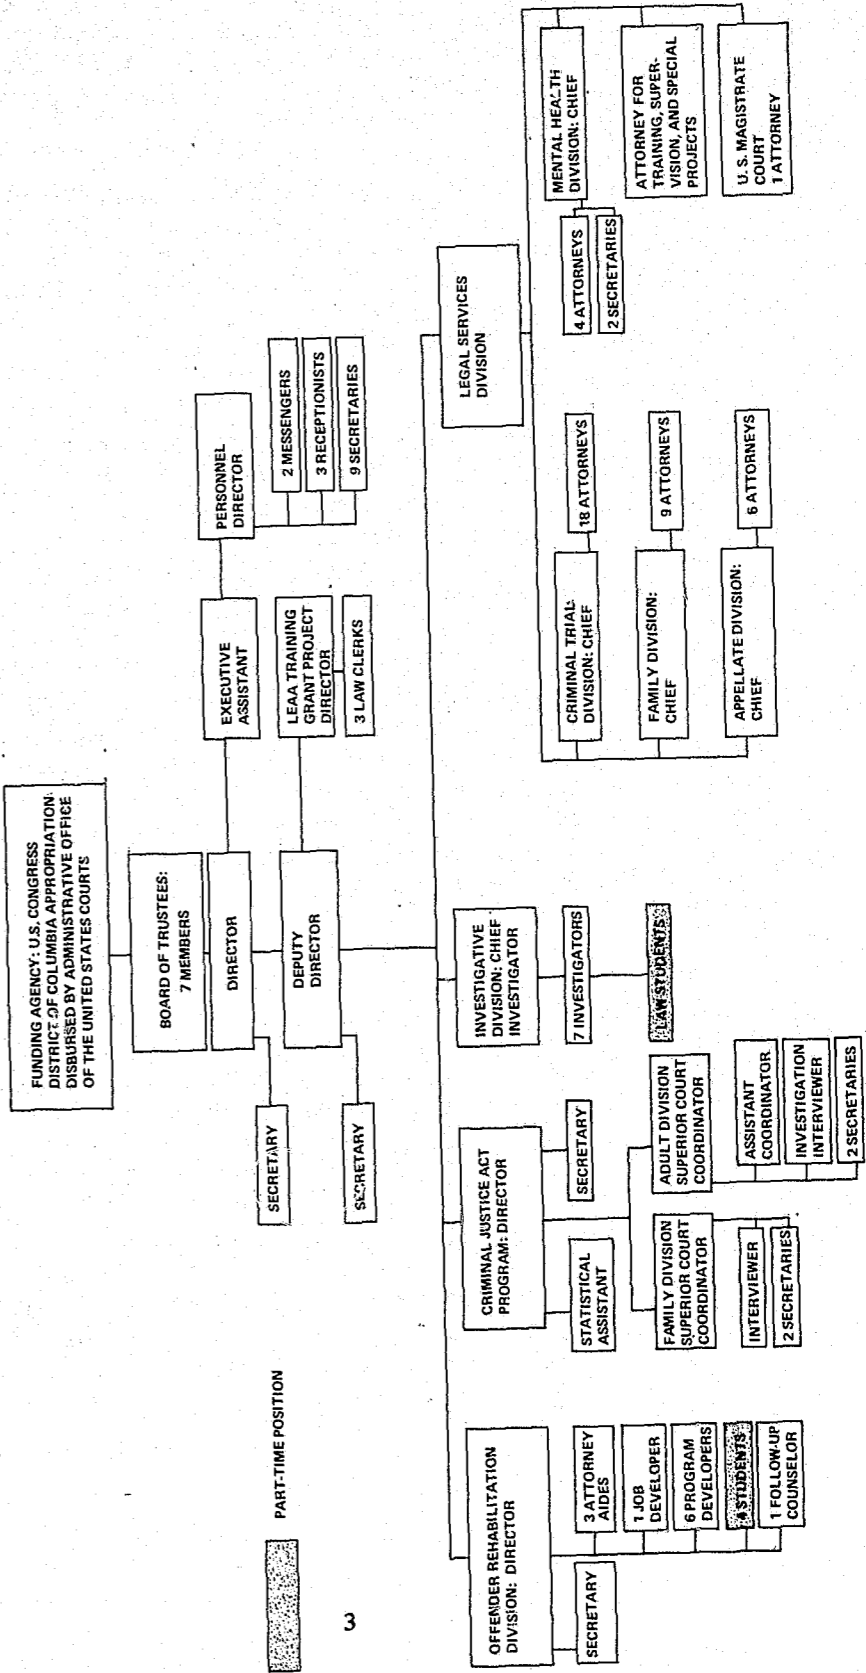 FUNDING AGENCY: U.S. CONGRESS
DISTRICT OF COLUMBIA APPROPRIATION
DISBURSED BY ADMINISTRATIVE OFFICE
OF THE UNITED STATES COURTS
BOARD OF TRUSTEES:
7 MEMBERS
DIRECTOR
SECRETARY
EXECUTIVE
ASSISTANT
PERSONNEL
DIRECTOR
2 MESSENGERS
3 RECEPTIONISTS
9 SECRETARIES
DEPUTY
DIRECTOR
SECRETARY
LEAA TRAINING
GRANT PROJECT
DIRECTOR
3 LAW CLERKS
PART-TIME POSITION
OFFENDER REHABILITATION
DIVISION: DIRECTOR
SECRETARY
3 ATTORNEY
AIDES
1 JOB
DEVELOPER
6 PROGRAM
DEVELOPERS
4 STUDENTS
1 FOLLOW-UP
COUNSELOR
CRIMINAL JUSTICE ACT
PROGRAM: DIRECTOR
STATISTICAL
ASSISTANT
SECRETARY
FAMILY DIVISION
SUPERIOR COURT
COORDINATOR
INTERVIEWER
2 SECRETARIES
ADULT DIVISION
SUPERIOR COURT
COORDINATOR
ASSISTANT
COORDINATOR
INVESTIGATION
INTERVIEWER
2 SECRETARIES
INVESTIGATIVE
DIVISION: CHIEF
INVESTIGATOR
7 INVESTIGATORS
LAW STUDENTS
LEGAL SERVICES
DIVISION
CRIMINAL TRIAL
DIVISION: CHIEF
18 ATTORNEYS
FAMILY DIVISION:
CHIEF
9 ATTORNEYS
APPELLATE DIVISION:
CHIEF
6 ATTORNEYS
MENTAL HEALTH
DIVISION: CHIEF
4 ATTORNEYS
2 SECRETARIES
ATTORNEY FOR
TRAINING, SUPER-
VISION, AND SPECIAL
PROJECTS
U. S. MAGISTRATE
COURT
1 ATTORNEY
3